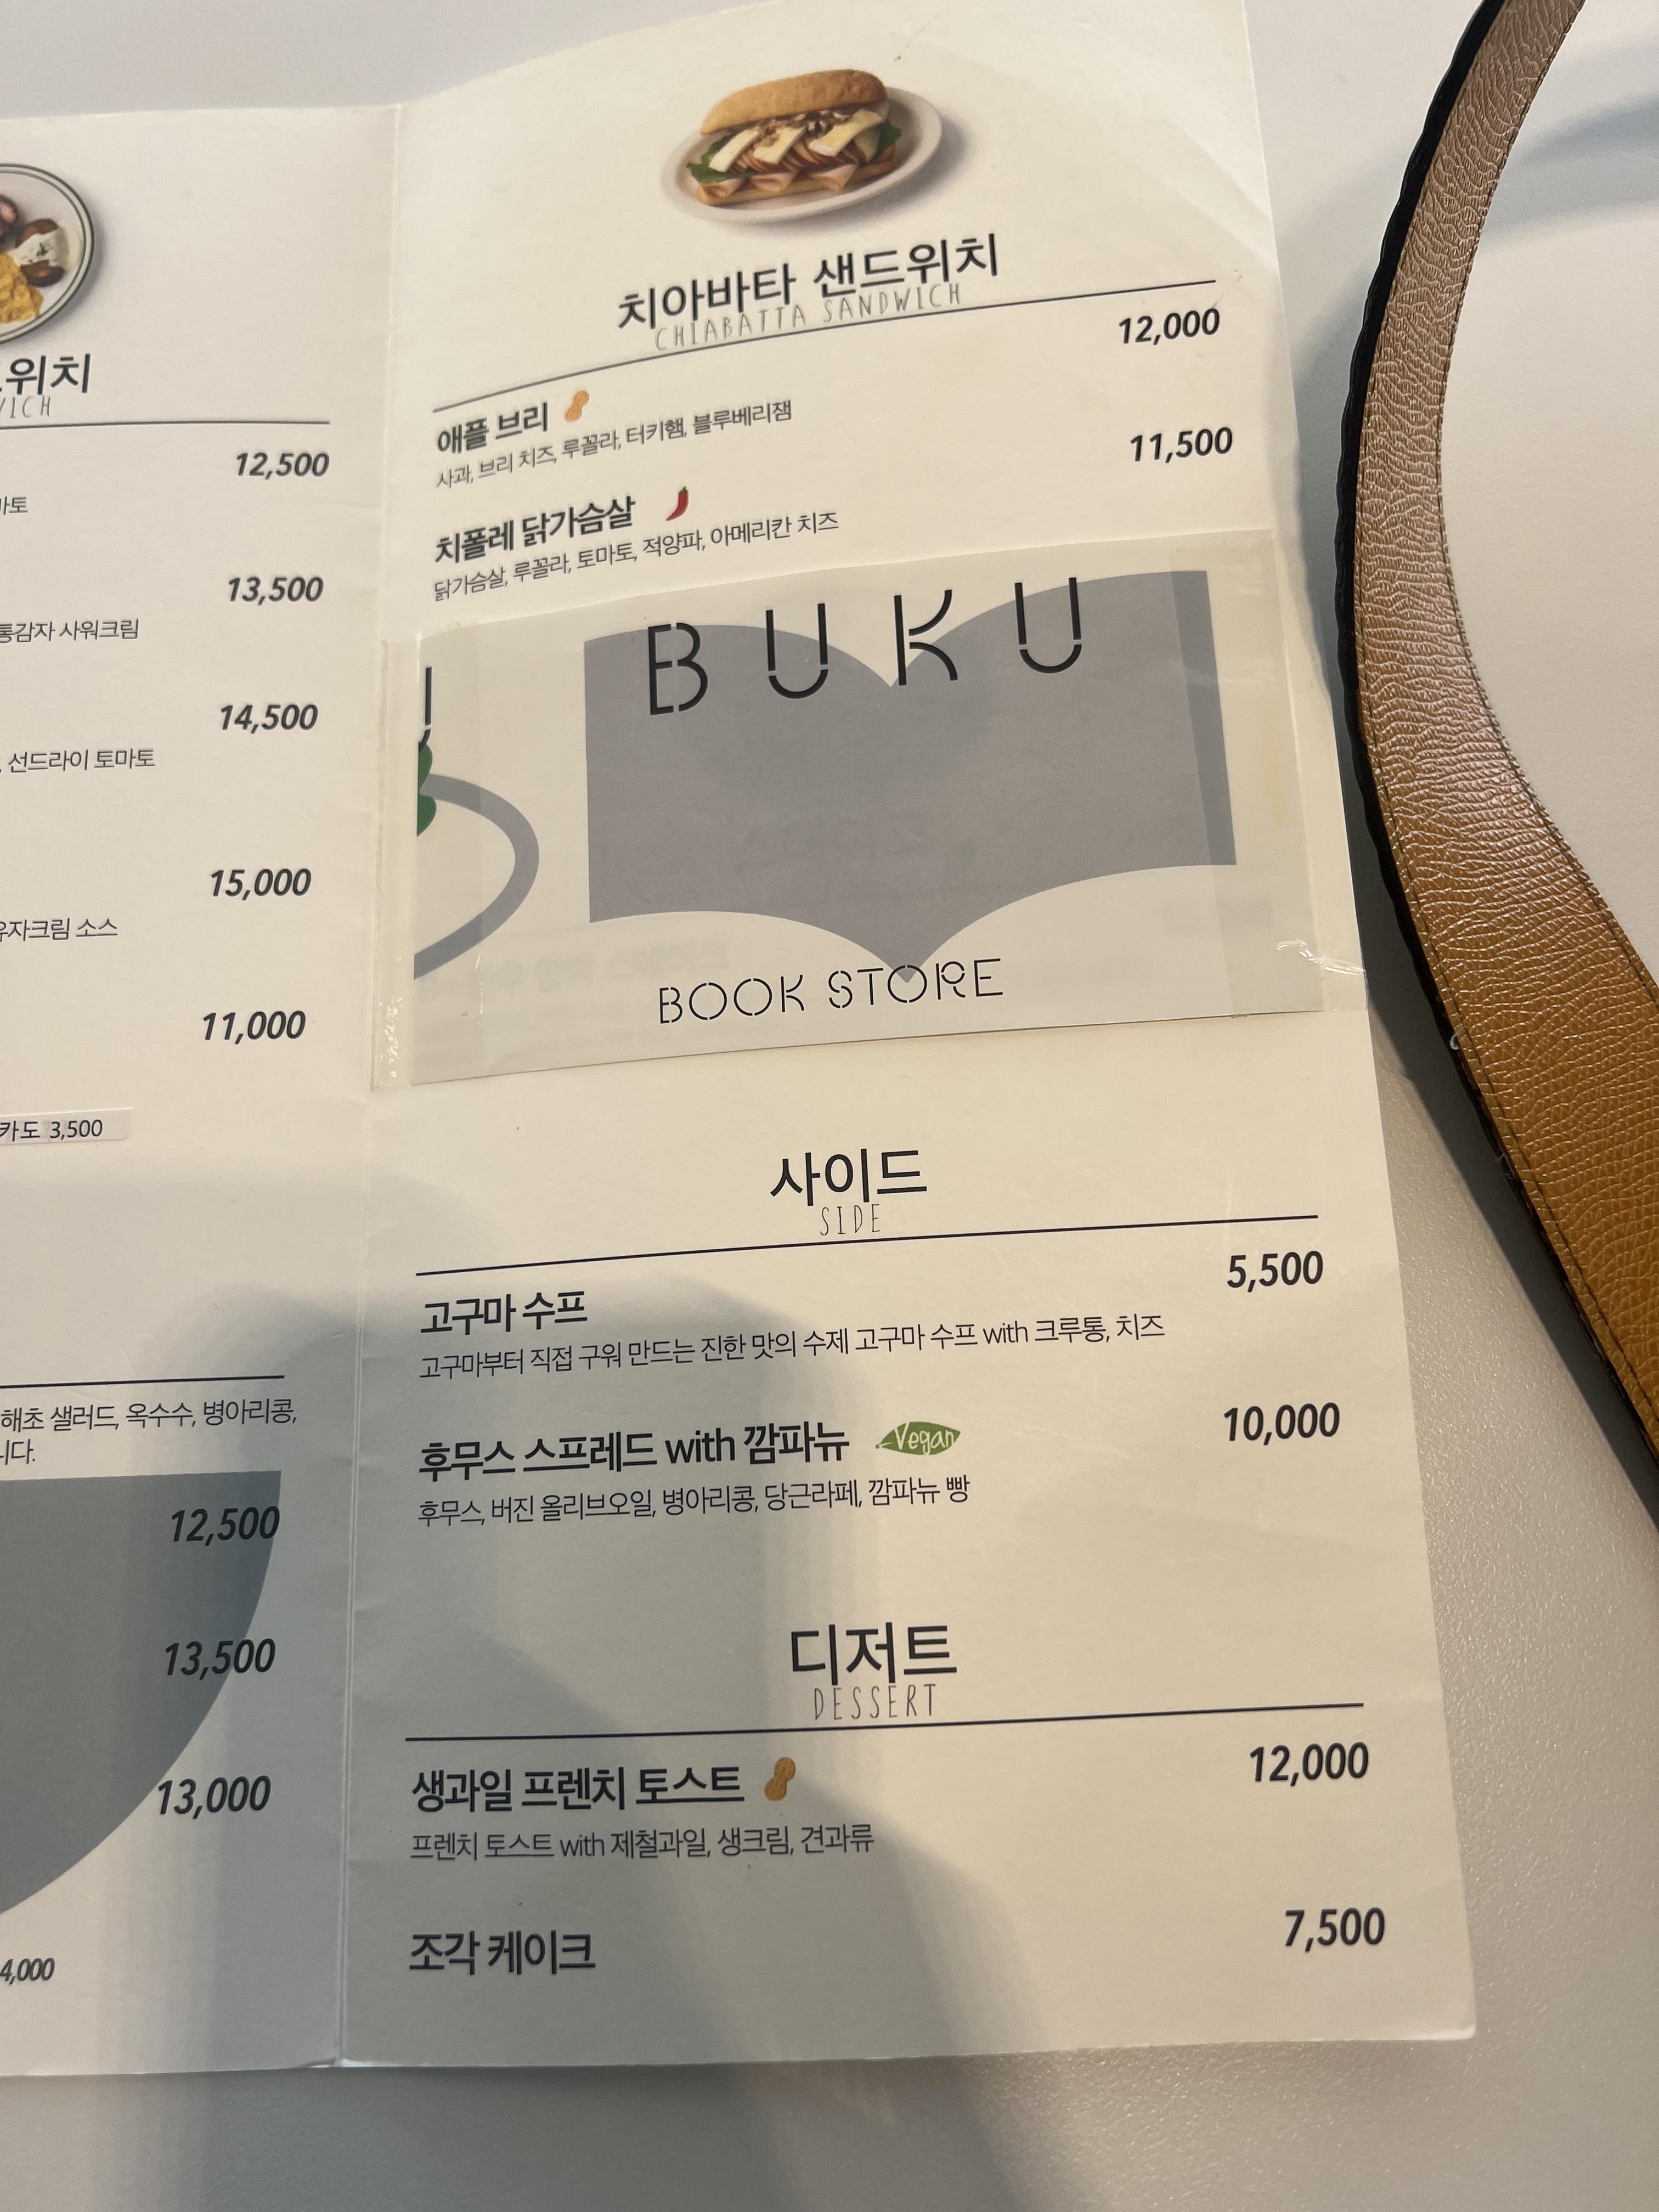 위치
ICH
12,500
마토
13,500
통감자 사워크림
14,500
, 선드라이 토마토
15,000
유자크림 소스
11,000
카도 3,500
해초 샐러드, 옥수수, 병아리콩,
니다.
12,500
13,500
13,000
4,000
치아바타 샌드위치
CHIABATTA SANDWICH
애플 브리
12,000
사과, 브리 치즈, 루꼴라, 터키햄, 블루베리잼
치폴레 닭가슴살
11,500
닭가슴살, 루꼴라, 토마토, 적양파, 아메리칸 치즈
BUKU
BOOK STORE
사이드
SIDE
고구마 수프
5,500
고구마부터 직접 구워 만드는 진한 맛의 수제 고구마 수프 with 크루통, 치즈
후무스 스프레드 with 깜파뉴 Vegan
10,000
후무스, 버진 올리브오일, 병아리콩, 당근라페, 깜파뉴 빵
디저트
DESSERT
생과일 프렌치 토스트
12,000
프렌치 토스트 with 제철과일, 생크림, 견과류
조각 케이크
7,500